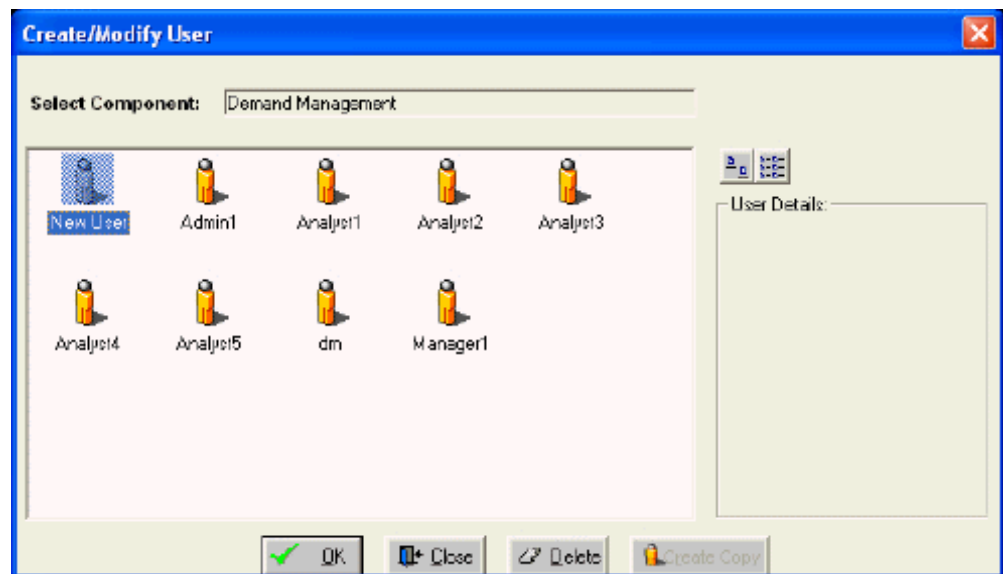 Create/Modify User
Select Component: Demand Management
New User Admin1 Analyst1 Analyst2 Analyst3
User Details:
Analyst4 Analyst5 dm Manager1
OK Close Delete Create Copy